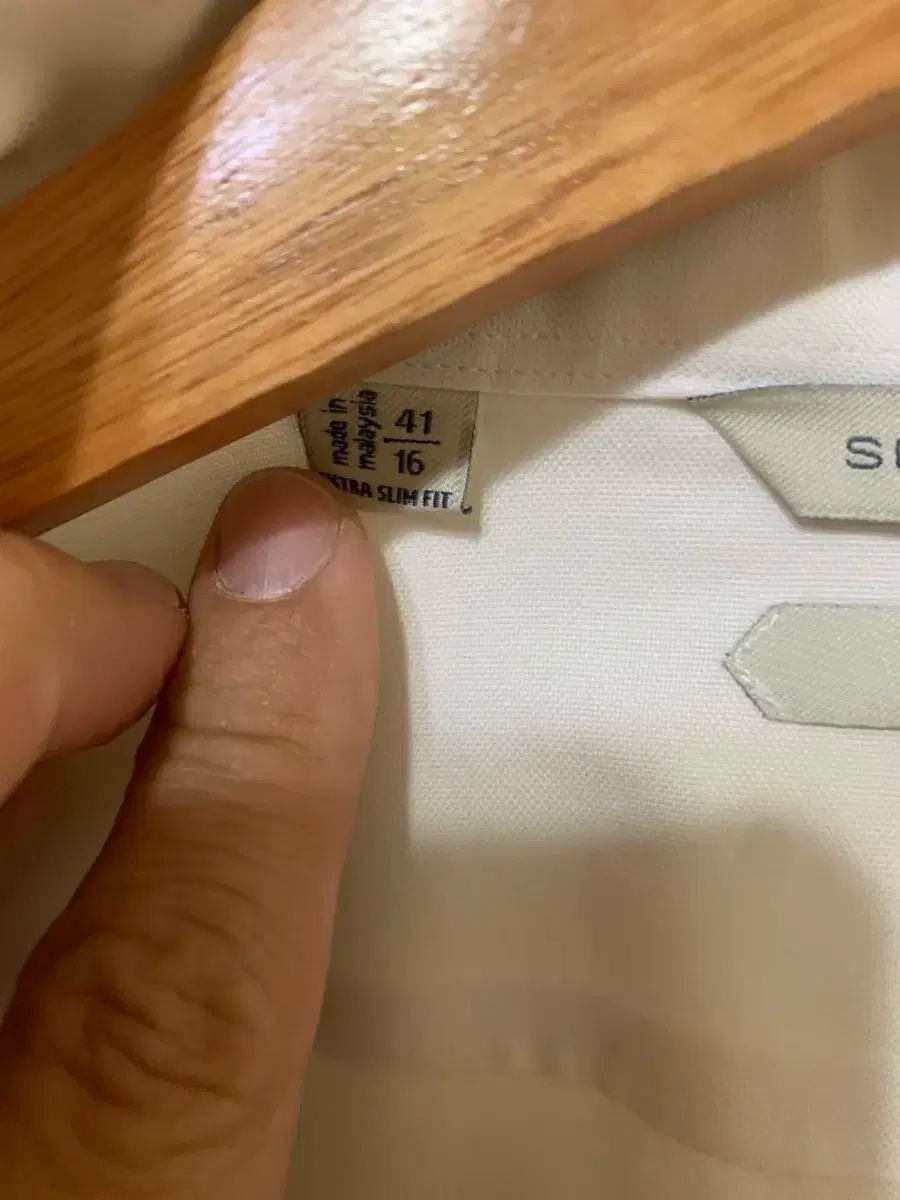 made in
malaysia
41
16
XTRA SLIM FIT
S